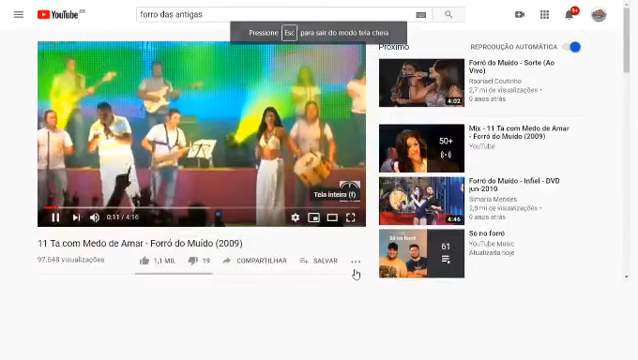 YouTube BR
forro das antigas
9+
Pressione Esc para sair do modo tela cheia
Próximo
REPRODUÇÃO AUTOMÁTICA
Tela inteira (f)
0:11 / 4:16
11 Ta com Medo de Amar - Forró do Muído (2009)
97.548 visualizações
1,1 MIL
19
COMPARTILHAR
SALVAR
4:02
Forró do Muido - Sorte (Ao
Vivo)
Raphael Coutinho
2,7 mi de visualizações •
9 anos atrás
50+
Mix - 11 Ta com Medo de Amar
- Forró do Muído (2009)
YouTube
4:46
Forró do Muído - Infiel - DVD
jun-2010
Simária Mendes
2,8 mi de visualizações •
9 anos atrás
Só no forró
61
Só no forró
YouTube Music
Atualizada hoje